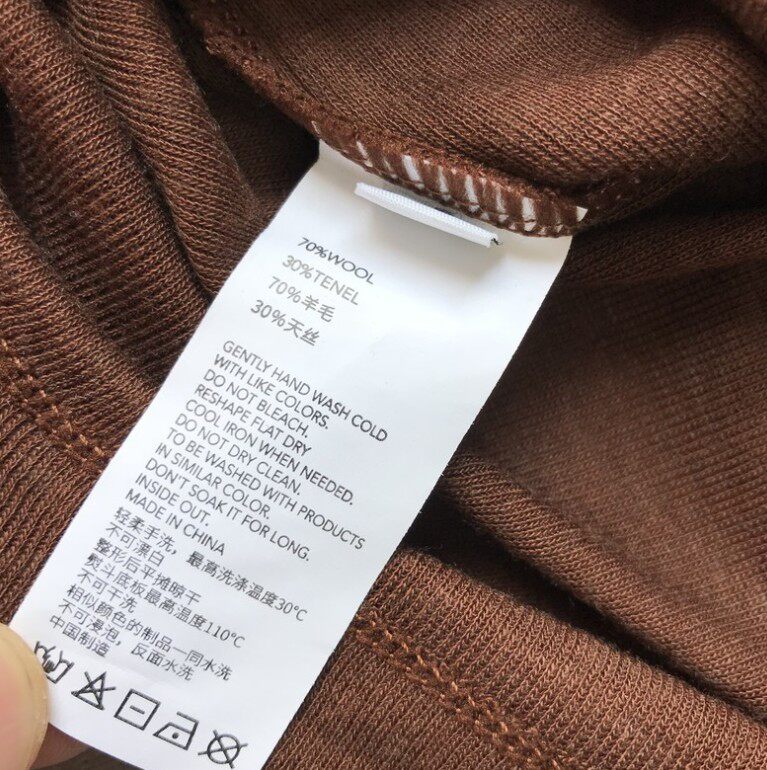 70%WOOL
30%TENEL
70%羊毛
30%天丝
GENTLY HAND WASH COLD
WITH LIKE COLORS.
DO NOT BLEACH.
RESHAPE FLAT DRY
COOL IRON WHEN NEEDED.
DO NOT DRY CLEAN.
TO BE WASHED WITH PRODUCTS
IN SIMILAR COLOR.
DON'T SOAK IT FOR LONG.
INSIDE OUT.
MADE IN CHINA
轻柔手洗，最高洗涤温度30℃
不可漂白
整形后平摊晾干
熨斗底板最高温度110℃
不可干洗
相似颜色的制品一同水洗
不可浸泡，反面水洗
中国制造